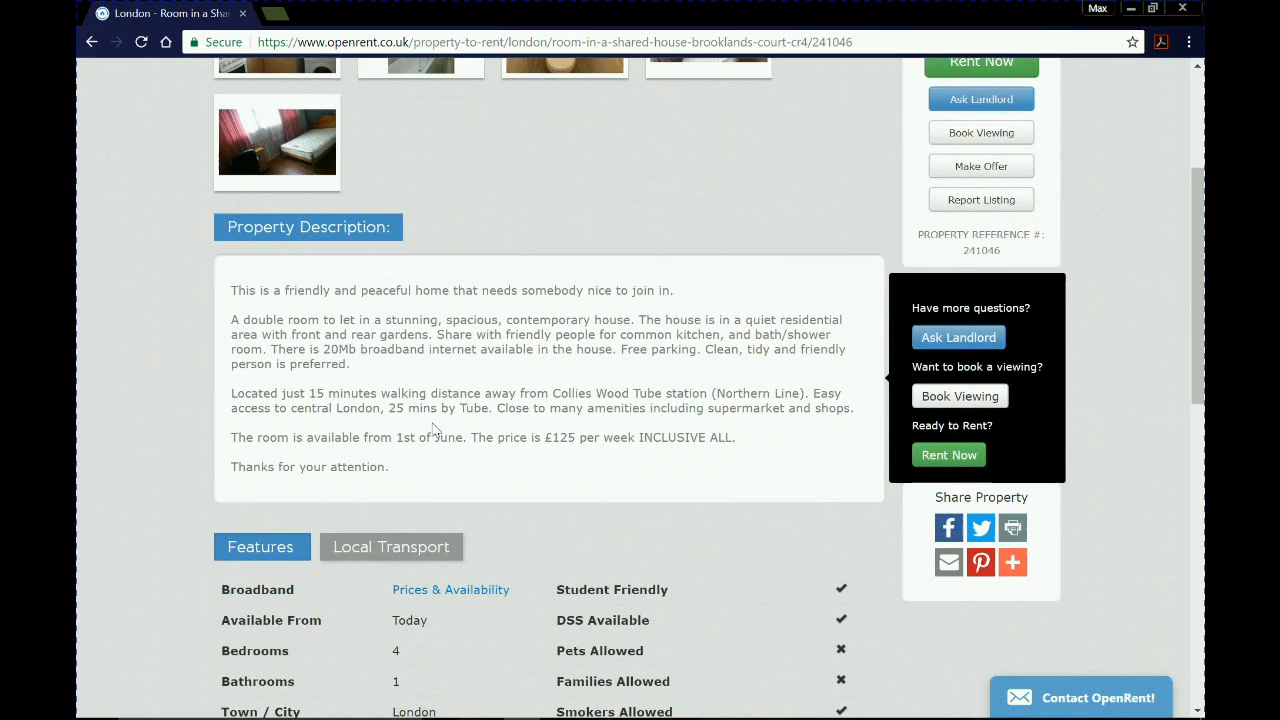 London - Room in a Sha
Max
Secure
https://www.openrent.co.uk/property-to-rent/london/room-in-a-shared-house-brooklands-court-cr4/241046
Rent Now
Ask Landlord
Book Viewing
Make Offer
Report Listing
PROPERTY REFERENCE #:
241046
Property Description:
This is a friendly and peaceful home that needs somebody nice to join in.
A double room to let in a stunning, spacious, contemporary house. The house is in a quiet residential
area with front and rear gardens. Share with friendly people for common kitchen, and bath/shower
room. There is 20Mb broadband internet available in the house. Free parking. Clean, tidy and friendly
person is preferred.
Located just 15 minutes walking distance away from Collies Wood Tube station (Northern Line). Easy
access to central London, 25 mins by Tube. Close to many amenities including supermarket and shops.
The room is available from 1st of June. The price is £125 per week INCLUSIVE ALL.
Thanks for your attention.
Have more questions?
Ask Landlord
Want to book a viewing?
Book Viewing
Ready to Rent?
Rent Now
Share Property
Features
Local Transport
Broadband Prices & Availability Student Friendly
Available From Today DSS Available
Bedrooms 4 Pets Allowed
Bathrooms 1 Families Allowed
Town / City London Smokers Allowed
Contact OpenRent!